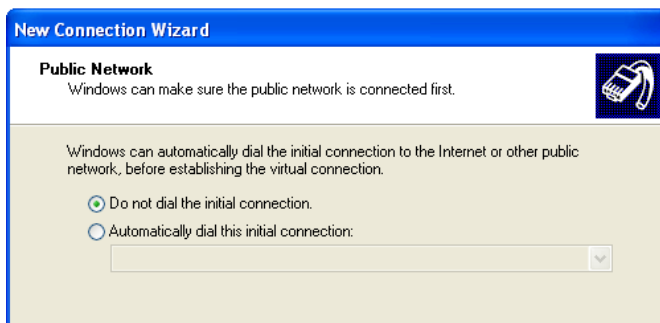 New Connection Wizard
Public Network
Windows can make sure the public network is connected first.
Windows can automatically dial the initial connection to the Internet or other public
network, before establishing the virtual connection.
Do not dial the initial connection.
Automatically dial this initial connection: